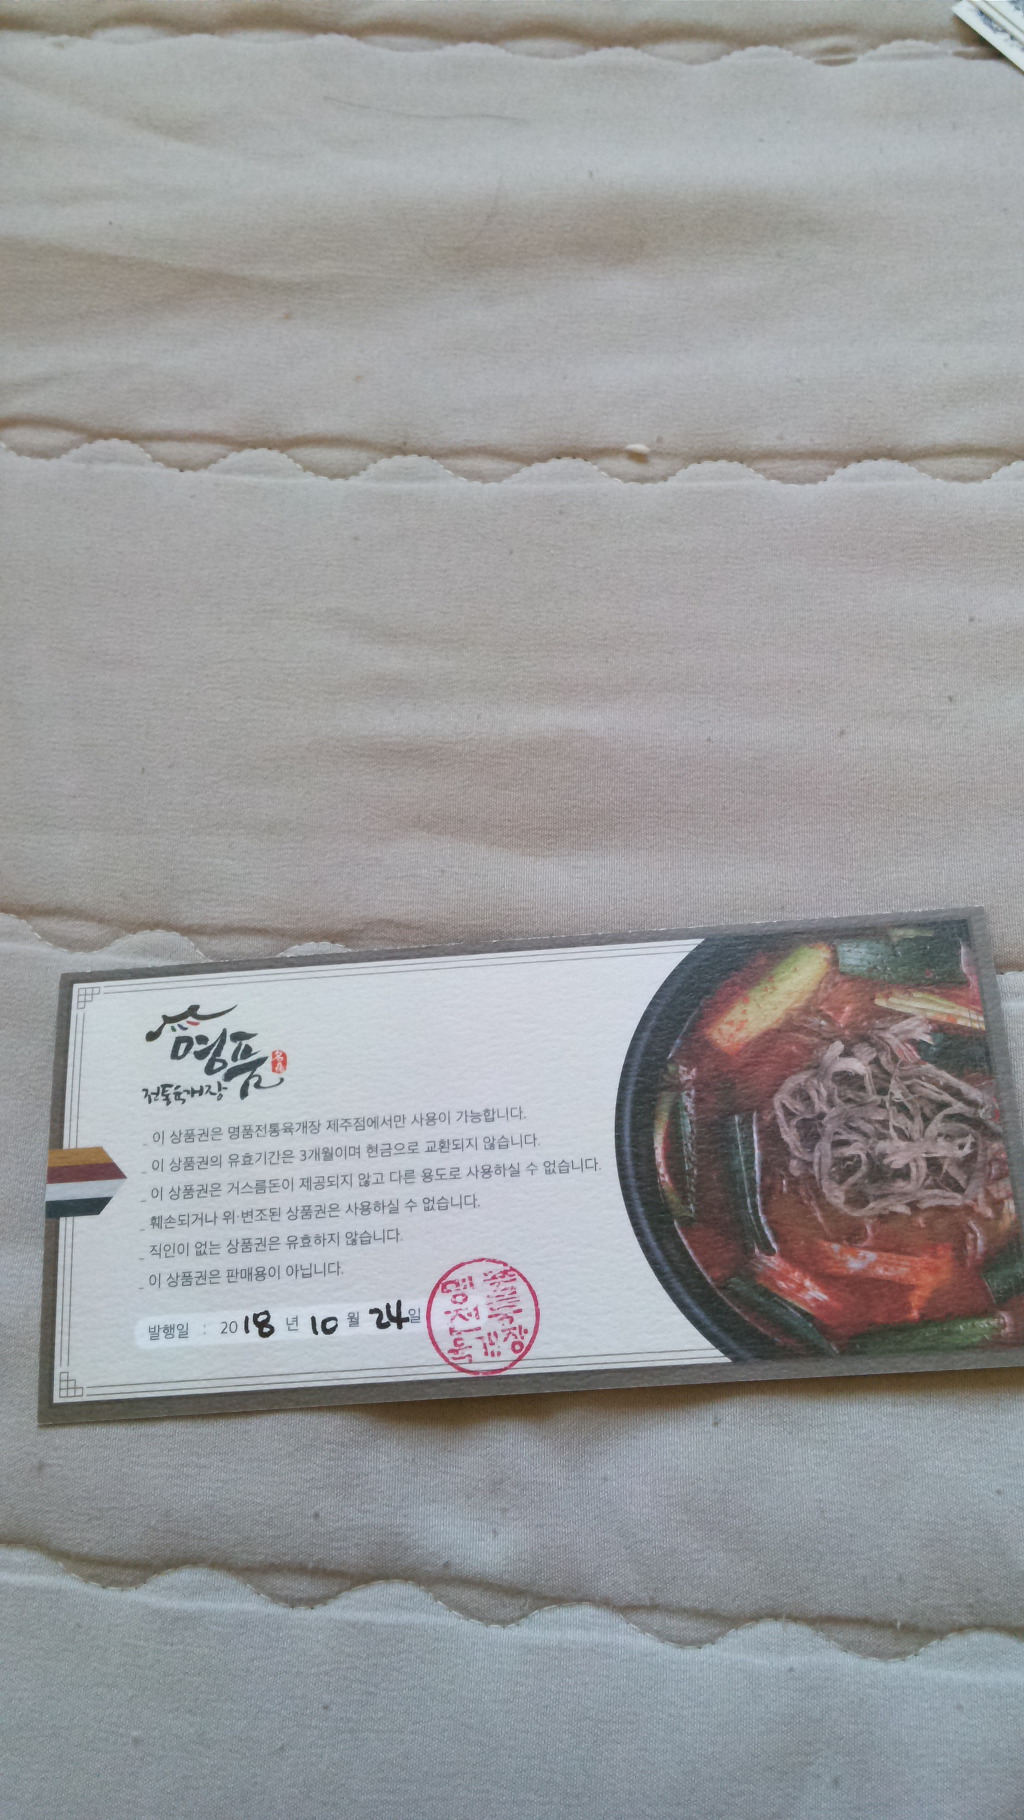 명품
전통육개장
_ 이 상품권은 명품전통육개장 제주점에서만 사용이 가능합니다.
_ 이 상품권의 유효기간은 3개월이며 현금으로 교환되지 않습니다.
_ 이 상품권은 거스름돈이 제공되지 않고 다른 용도로 사용하실 수 없습니다.
_ 훼손되거나 위·변조된 상품권은 사용하실 수 없습니다.
_ 직인이 없는 상품권은 유효하지 않습니다.
_ 이 상품권은 판매용이 아닙니다.
발행일 : 2018 년 10 월 24일